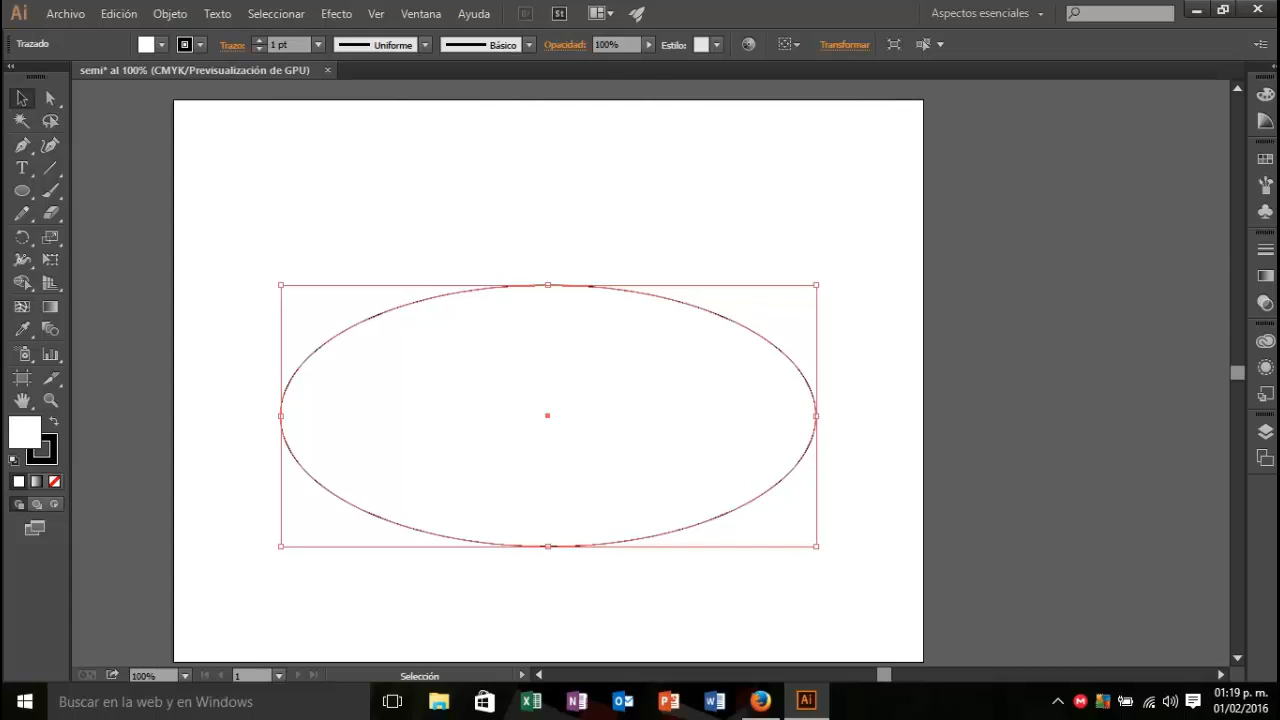 Ai Archivo Edición Objeto Texto Seleccionar Efecto Ver Ventana Ayuda Br St Aspectos esenciales
Trazado Trazo: 1 pt Uniforme Básico Opacidad: 100% Estilo: Transformar
semi* al 100% (CMYK/Previsualización de GPU) ×
T
100% 1 Selección
Buscar en la web y en Windows
Ai
01:19 p. m.
01/02/2016